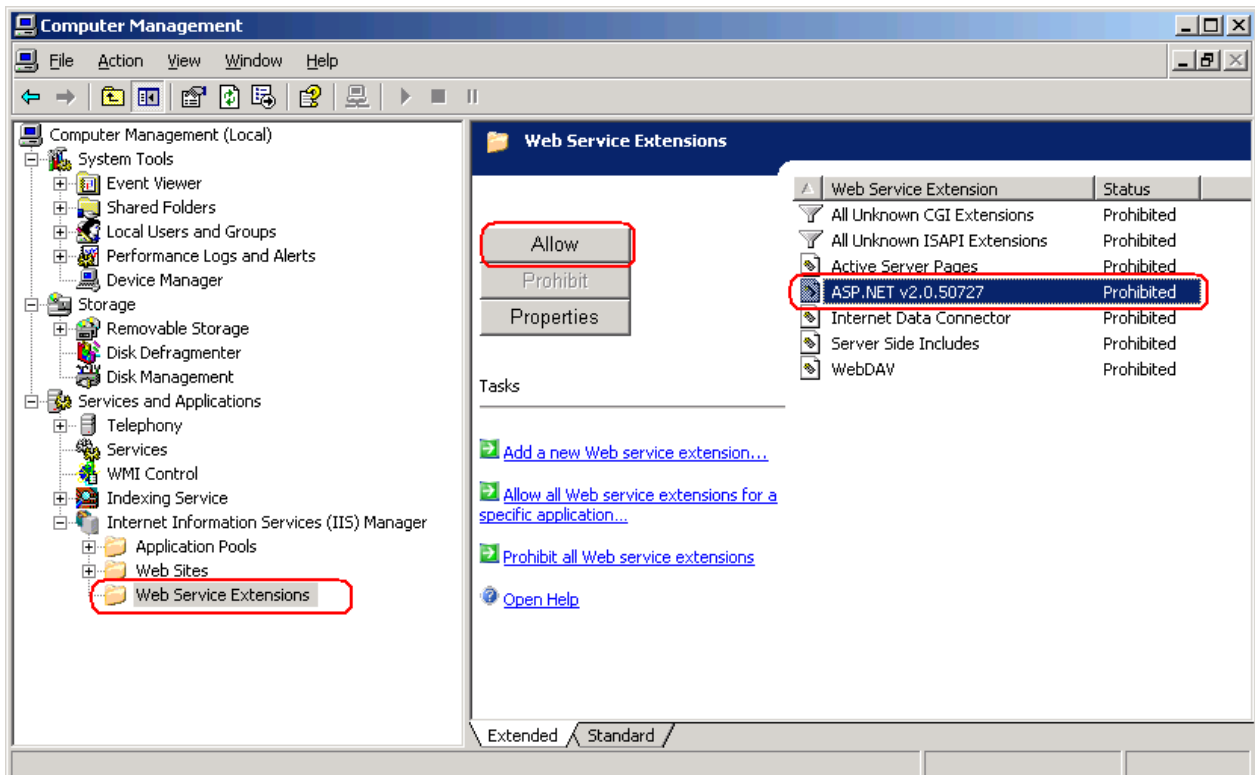 Computer Management
File Action View Window Help
Computer Management (Local)
System Tools
Event Viewer
Shared Folders
Local Users and Groups
Performance Logs and Alerts
Device Manager
Storage
Removable Storage
Disk Defragmenter
Disk Management
Services and Applications
Telephony
Services
WMI Control
Indexing Service
Internet Information Services (IIS) Manager
Application Pools
Web Sites
Web Service Extensions
Web Service Extensions
Allow
Prohibit
Properties
Tasks
Add a new Web service extension...
Allow all Web service extensions for a
specific application...
Prohibit all Web service extensions
Open Help
Web Service Extension Status
All Unknown CGI Extensions Prohibited
All Unknown ISAPI Extensions Prohibited
Active Server Pages Prohibited
ASP.NET v2.0.50727 Prohibited
Internet Data Connector Prohibited
Server Side Includes Prohibited
WebDAV Prohibited
Extended Standard